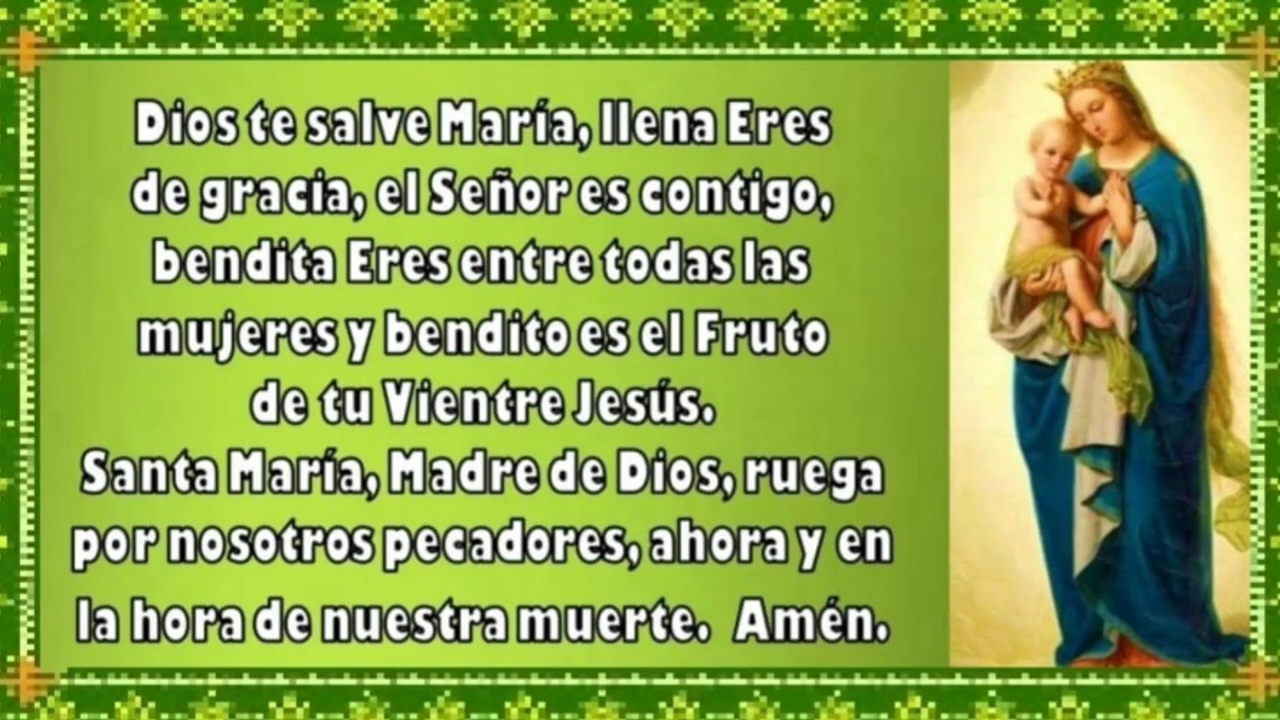 Dios te salve María, llena Eres
de gracia, el Señor es contigo,
bendita Eres entre todas las
mujeres y bendito es el Fruto
de tu Vientre Jesús.
Santa María, Madre de Dios, ruega
por nosotros pecadores, ahora y en
la hora de nuestra muerte. Amén.